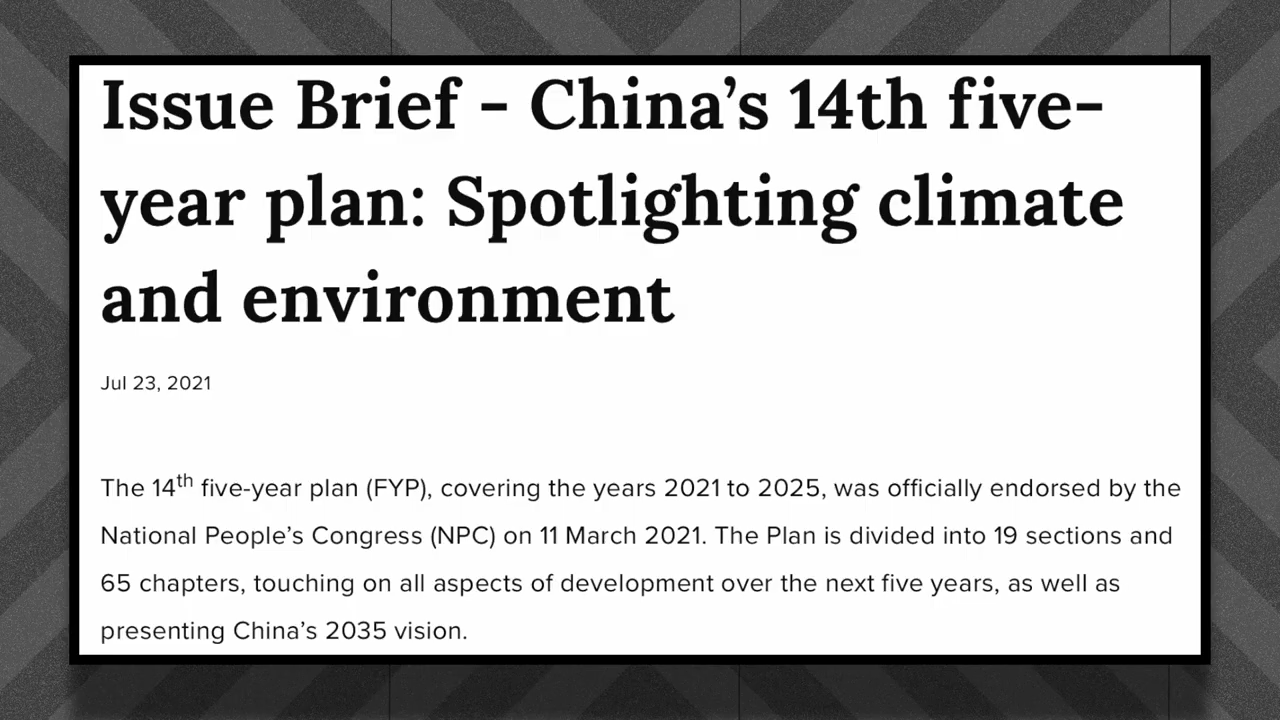 Issue Brief - China’s 14th five-
year plan: Spotlighting climate
and environment
Jul 23, 2021
The 14th five-year plan (FYP), covering the years 2021 to 2025, was officially endorsed by the
National People’s Congress (NPC) on 11 March 2021. The Plan is divided into 19 sections and
65 chapters, touching on all aspects of development over the next five years, as well as
presenting China’s 2035 vision.